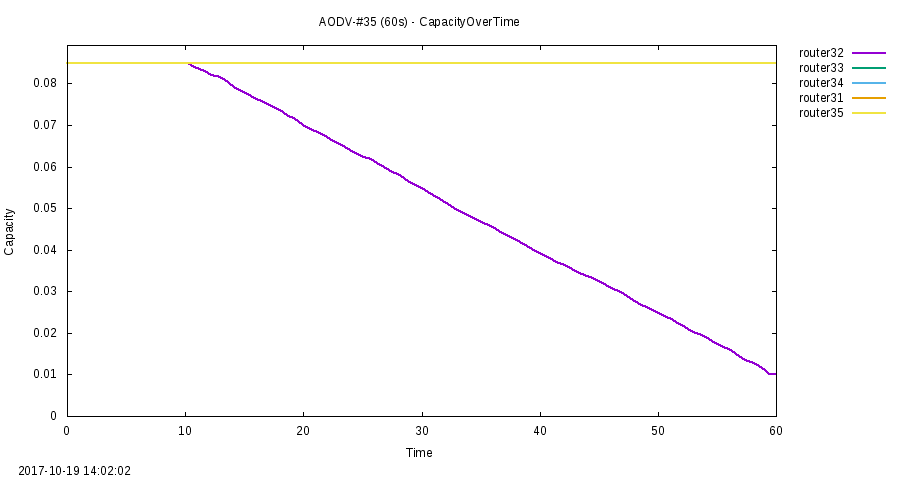 AODV-#35 (60s) - CapacityOverTime
router32
router33
router34
router31
router35
0.08
0.07
0.06
0.05
0.04
0.03
0.02
0.01
0
Capacity
0 10 20 30 40 50 60
Time
2017-10-19 14:02:02